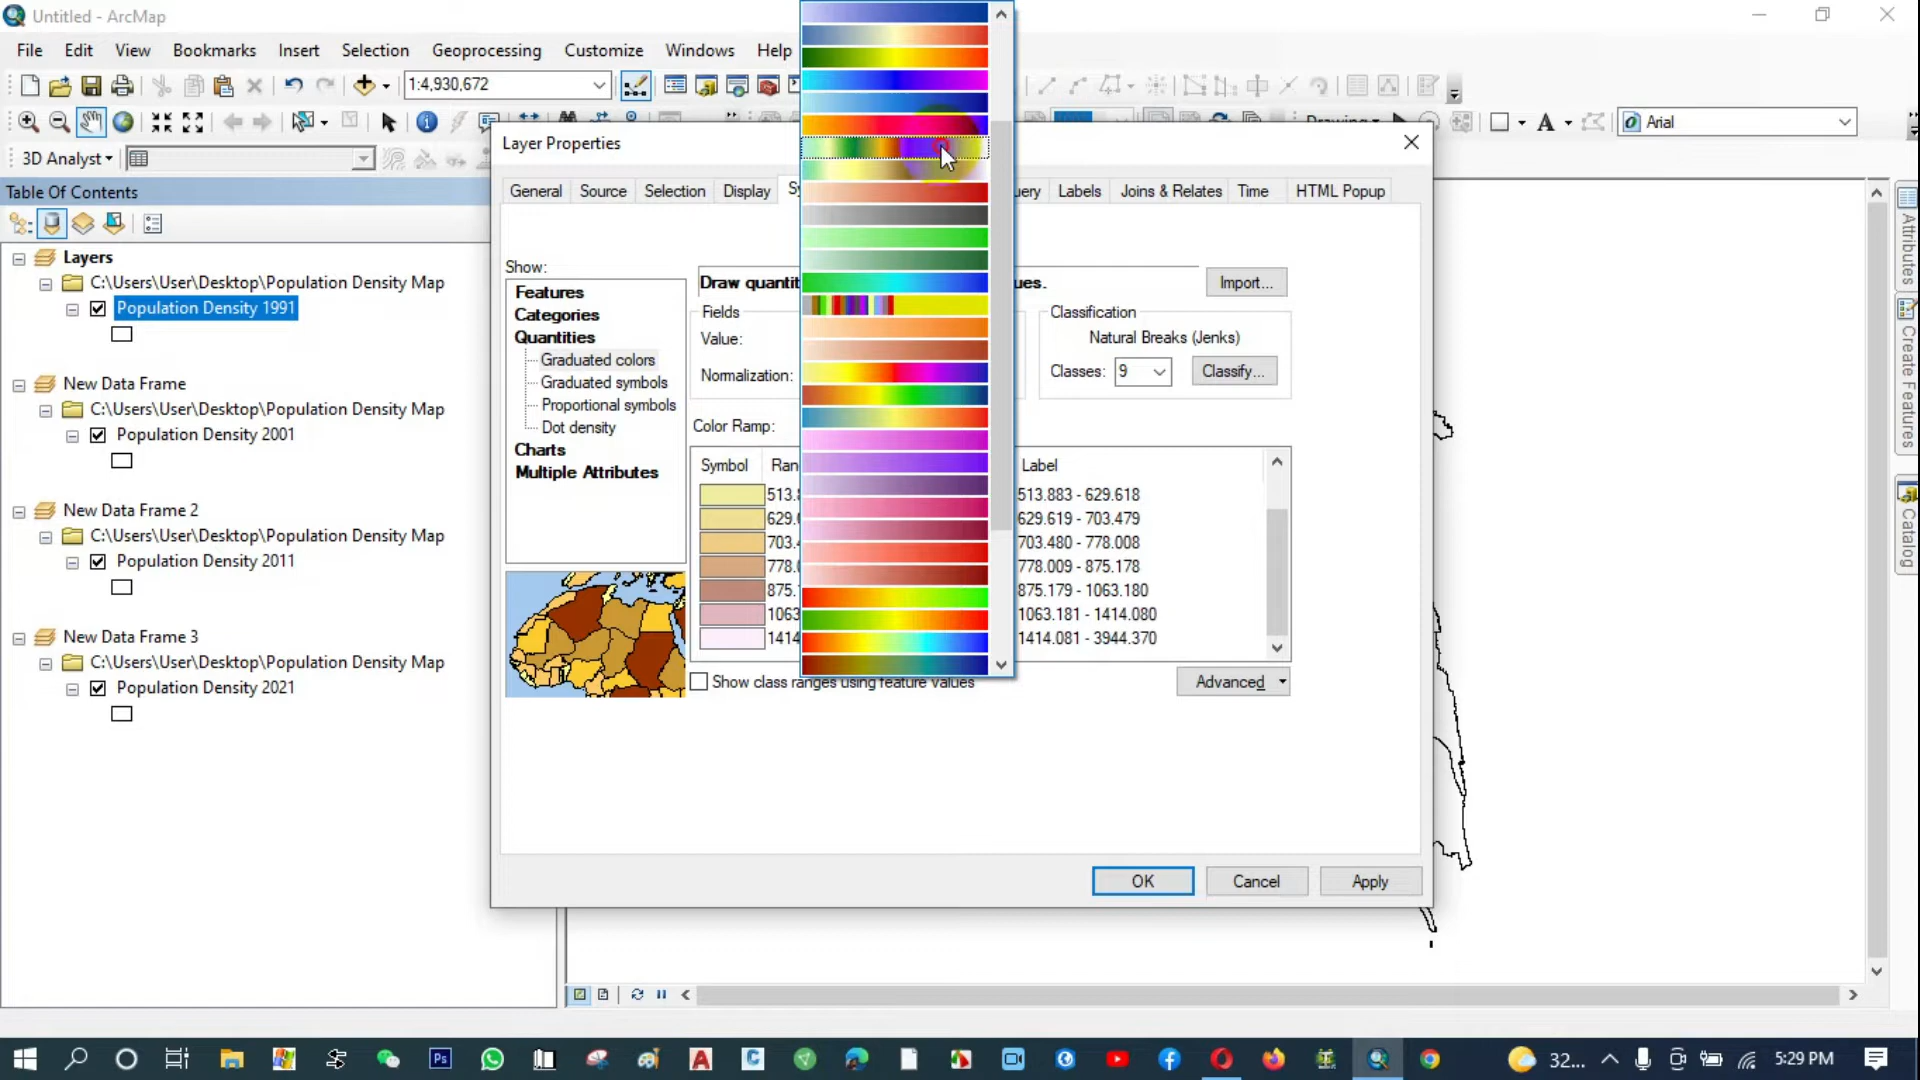 Untitled - ArcMap
File Edit View Bookmarks Insert Selection Geoprocessing Customize Windows Help
1:4,930,672
Arial
3D Analyst
Table Of Contents
Layers
C:\Users\User\Desktop\Population Density Map
Population Density 1991
New Data Frame
C:\Users\User\Desktop\Population Density Map
Population Density 2001
New Data Frame 2
C:\Users\User\Desktop\Population Density Map
Population Density 2011
New Data Frame 3
C:\Users\User\Desktop\Population Density Map
Population Density 2021
Layer Properties
General Source Selection Display Labels Joins & Relates Time HTML Popup
Show:
Features
Categories
Quantities
Graduated colors
Graduated symbols
Proportional symbols
Dot density
Charts
Multiple Attributes
Import...
Fields
Value:
Normalization:
Classification
Natural Breaks (Jenks)
Classes: 9 Classify...
Color Ramp:
Symbol Label
513.883 - 629.618
629.619 - 703.479
703.480 - 778.008
778.009 - 875.178
875.179 - 1063.180
1063.181 - 1414.080
1414.081 - 3944.370
Show class ranges using feature values
Advanced
OK Cancel Apply
Attributes
Create Features
Catalog
32...
5:29 PM